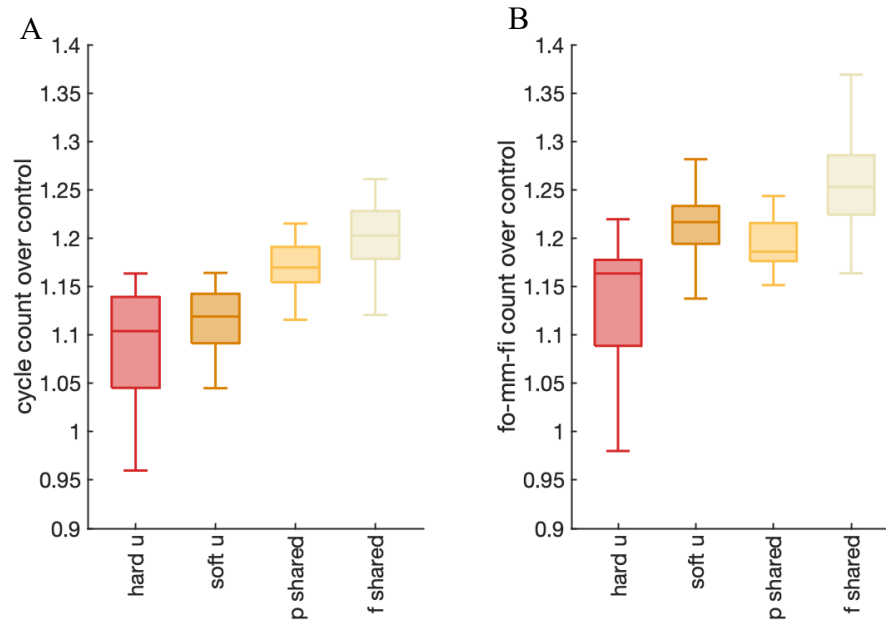 A
cycle count over control
1.4
1.35
1.3
1.25
1.2
1.15
1.1
1.05
1
0.95
0.9
hard u
soft u
p shared
f shared
B
fo-mm-fi count over control
1.4
1.35
1.3
1.25
1.2
1.15
1.1
1.05
1
0.95
0.9
hard u
soft u
p shared
f shared